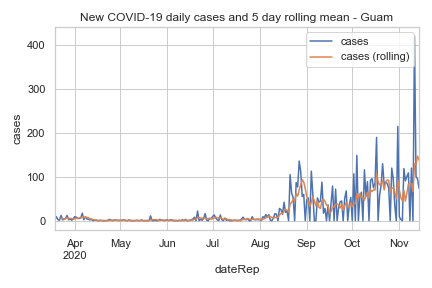 New COVID-19 daily cases and 5 day rolling mean - Guam
cases
cases (rolling)
400
300
200
100
0
cases
Apr
2020
May
Jun
Jul
Aug
Sep
Oct
Nov
dateRep